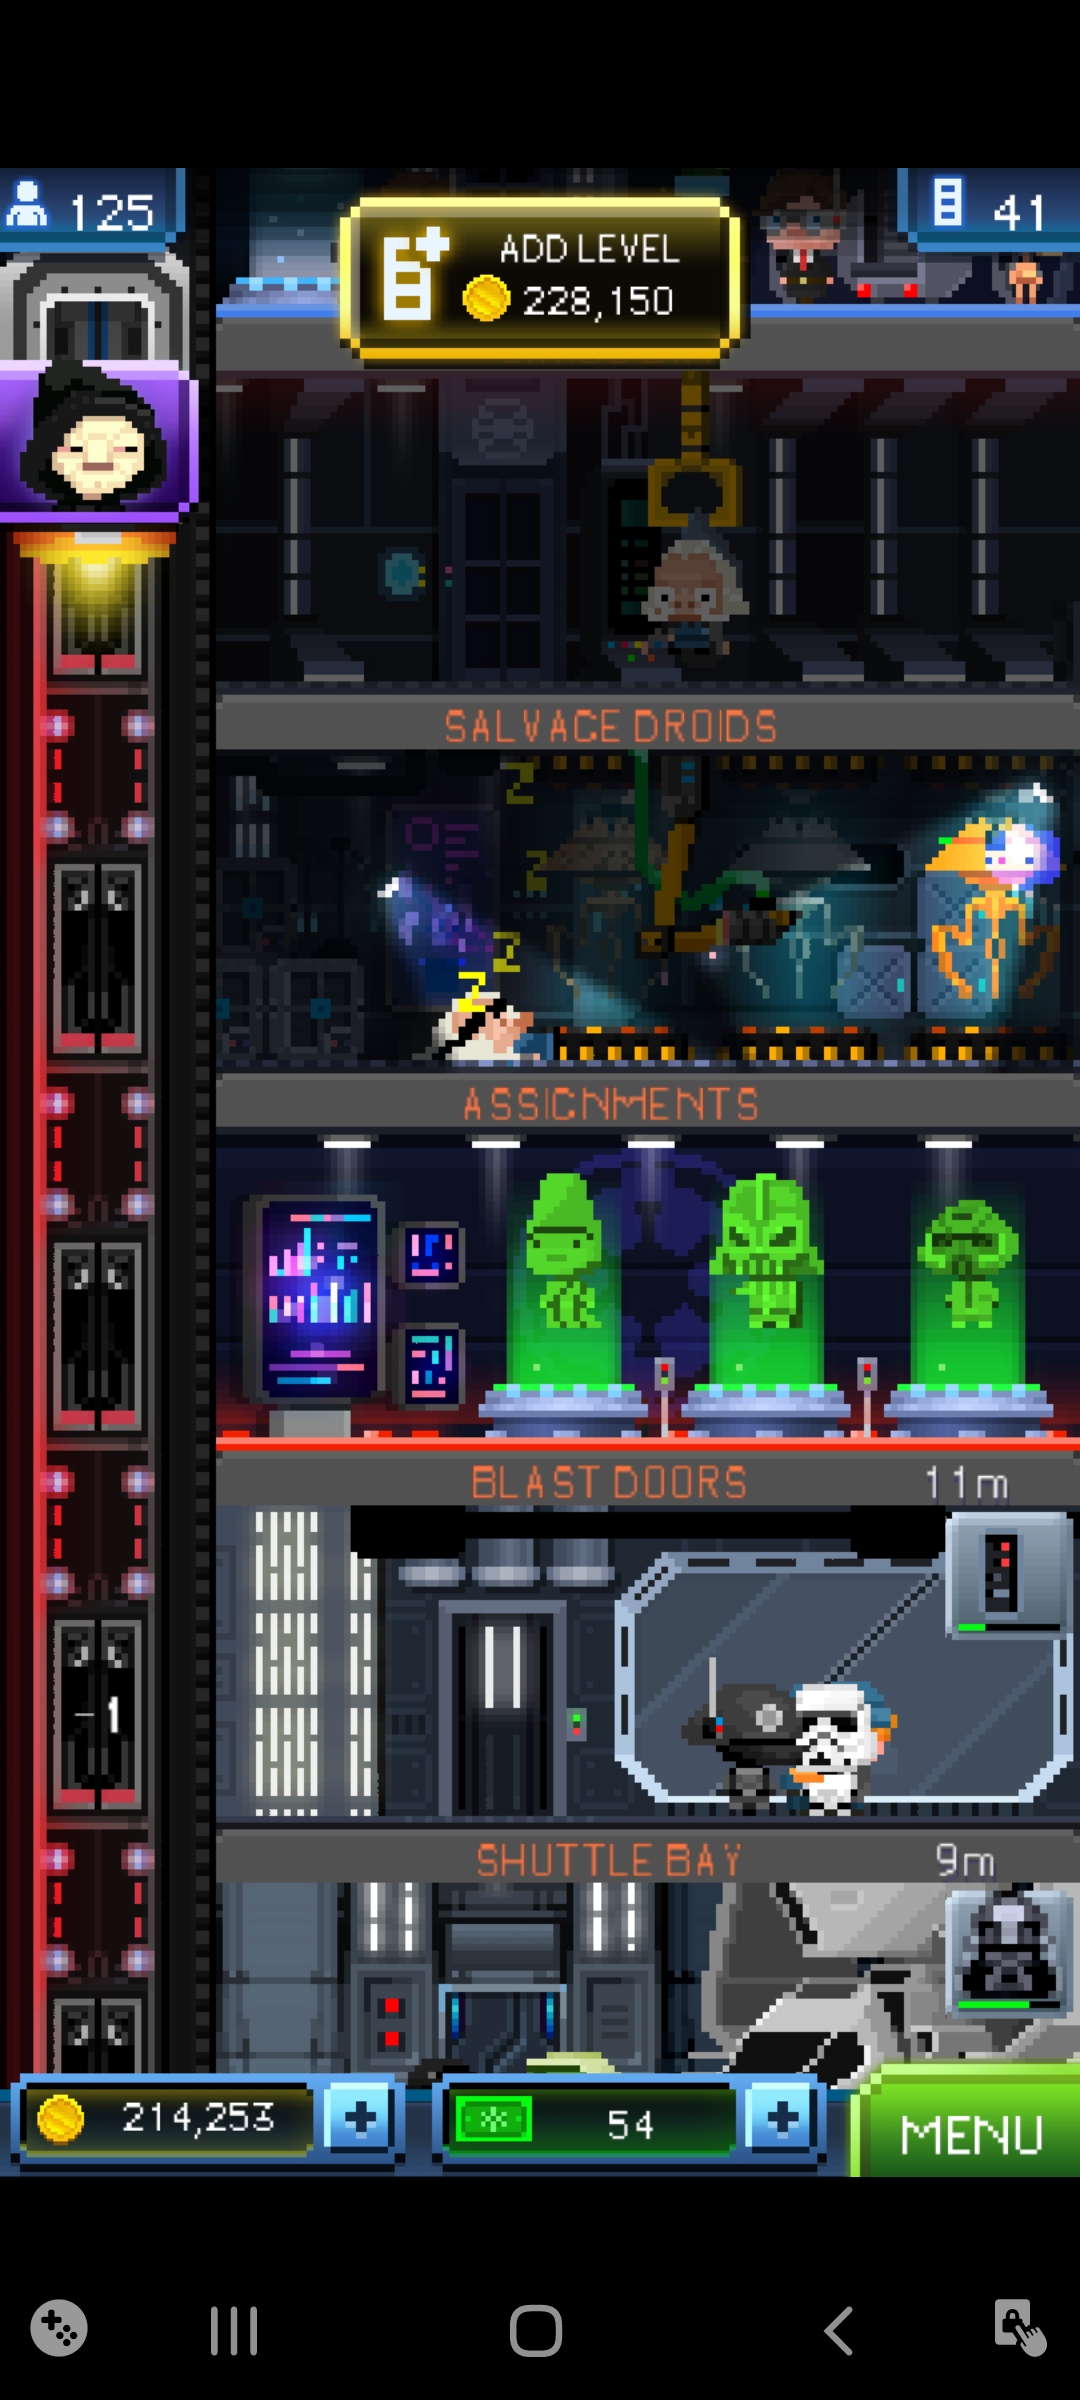 125
41
ADD LEVEL
228,150
SALVAGE DROIDS
Z
Z
Z
Z
ASSIGNMENTS
BLAST DOORS
11m
-1
SHUTTLE BAY
9m
214,253
54
MENU